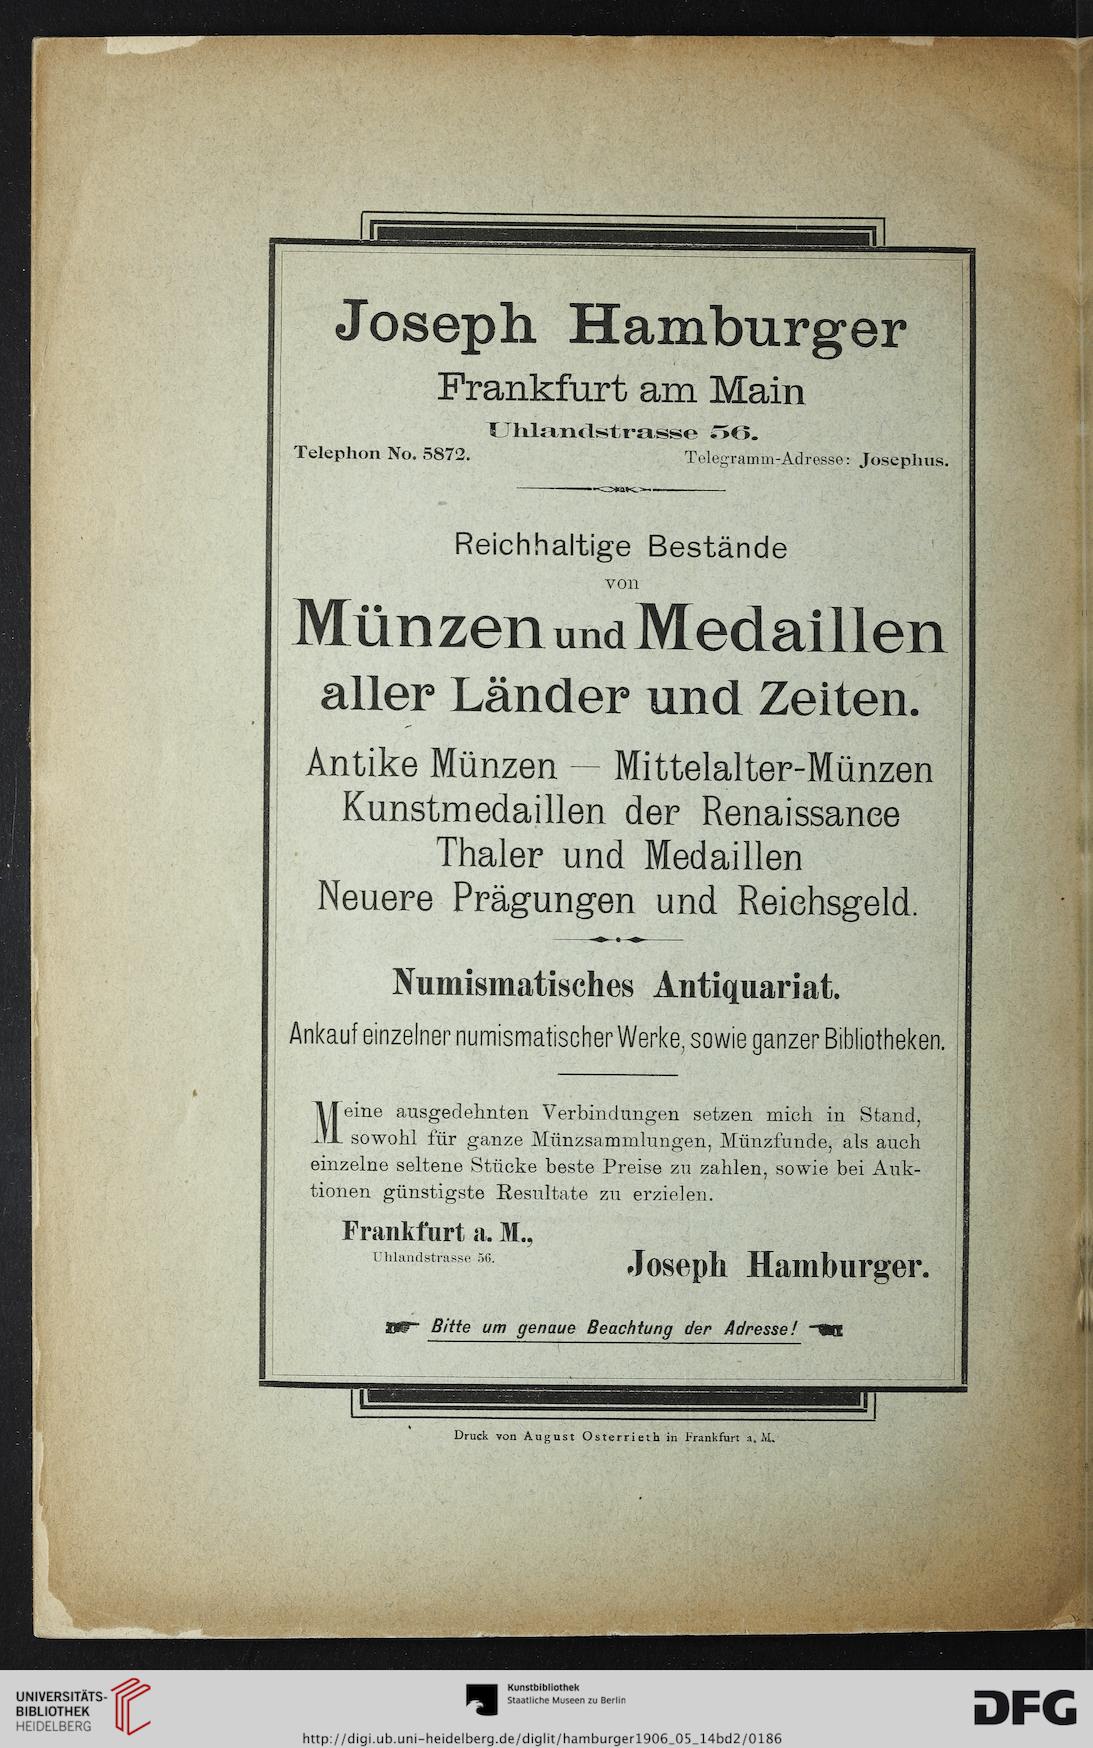 Joseph Hamburger
Frankfurt am Main
Uhlandstrasse 56.
Telephon No. 5872. Telegramm-Adresse: Josephus.
Reichhaltige Bestände
von
Münzen und Medaillen
aller Länder und Zeiten.
Antike Münzen — Mittelalter-Münzen
Kunstmedaillen der Renaissance
Thaler und Medaillen
Neuere Prägungen und Reichsgeld.
Numismatisches Antiquariat.
Ankauf einzelner numismatischer Werke, sowie ganzer Bibliotheken.
Meine ausgedehnten Verbindungen setzen mich in Stand,
sowohl für ganze Münzsammlungen, Münzfunde, als auch
einzelne seltene Stücke beste Preise zu zahlen, sowie bei Auk-
tionen günstigste Resultate zu erzielen.
Frankfurt a. M.,
Uhlandstrasse 56.
Joseph Hamburger.
Bitte um genaue Beachtung der Adresse!
Druck von August Osterrieth in Frankfurt a. M.
UNIVERSITÄTS-
BIBLIOTHEK
HEIDELBERG
Kunstbibliothek
Staatliche Museen zu Berlin
DFG
http://digi.ub.uni-heidelberg.de/diglit/hamburger1906_05_14bd2/0186